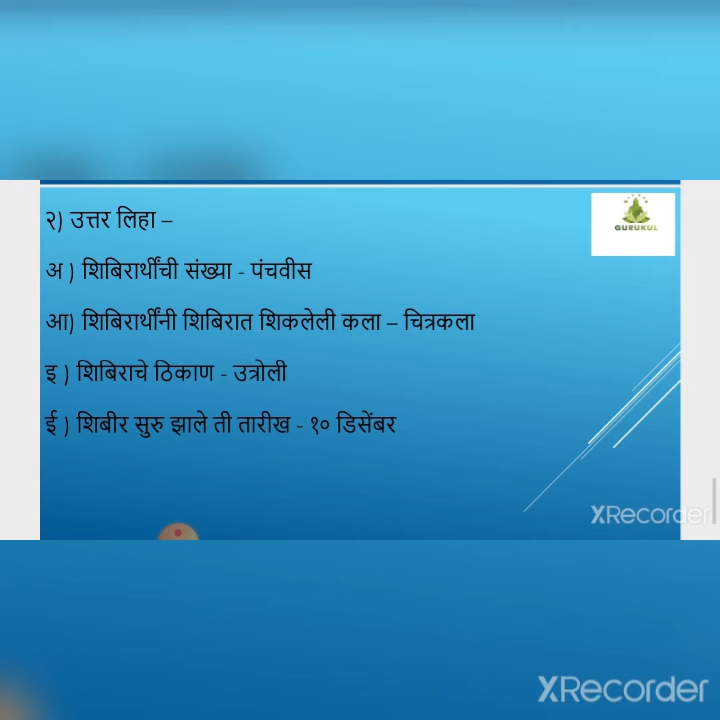 २) उत्तर लिहा –
GURUKUL
अ ) शिबिरार्थींची संख्या - पंचवीस
आ) शिबिरार्थींनी शिबिरात शिकलेली कला – चित्रकला
इ ) शिबिराचे ठिकाण - उत्रोली
ई ) शिबीर सुरु झाले ती तारीख - १० डिसेंबर
XRecorder
XRecorder